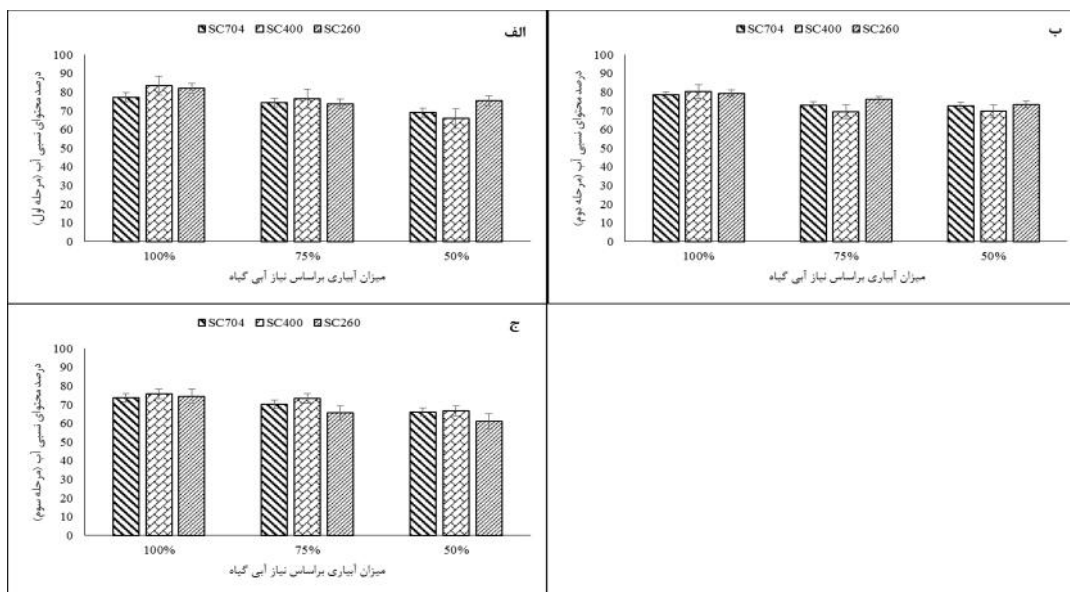 SC704 SC400 SC260
الف
درصد محتوای نسبی آب (مرحله اول)
100
90
80
70
60
50
40
30
20
10
0
100% 75% 50%
میزان آبیاری براساس نیاز آبی گیاه
SC704 SC400 SC260
ب
درصد محتوای نسبی آب (مرحله دوم)
100
90
80
70
60
50
40
30
20
10
0
100% 75% 50%
میزان آبیاری براساس نیاز آبی گیاه
SC704 SC400 SC260
ج
درصد محتوای نسبی آب (مرحله سوم)
100
90
80
70
60
50
40
30
20
10
0
100% 75% 50%
میزان آبیاری براساس نیاز آبی گیاه